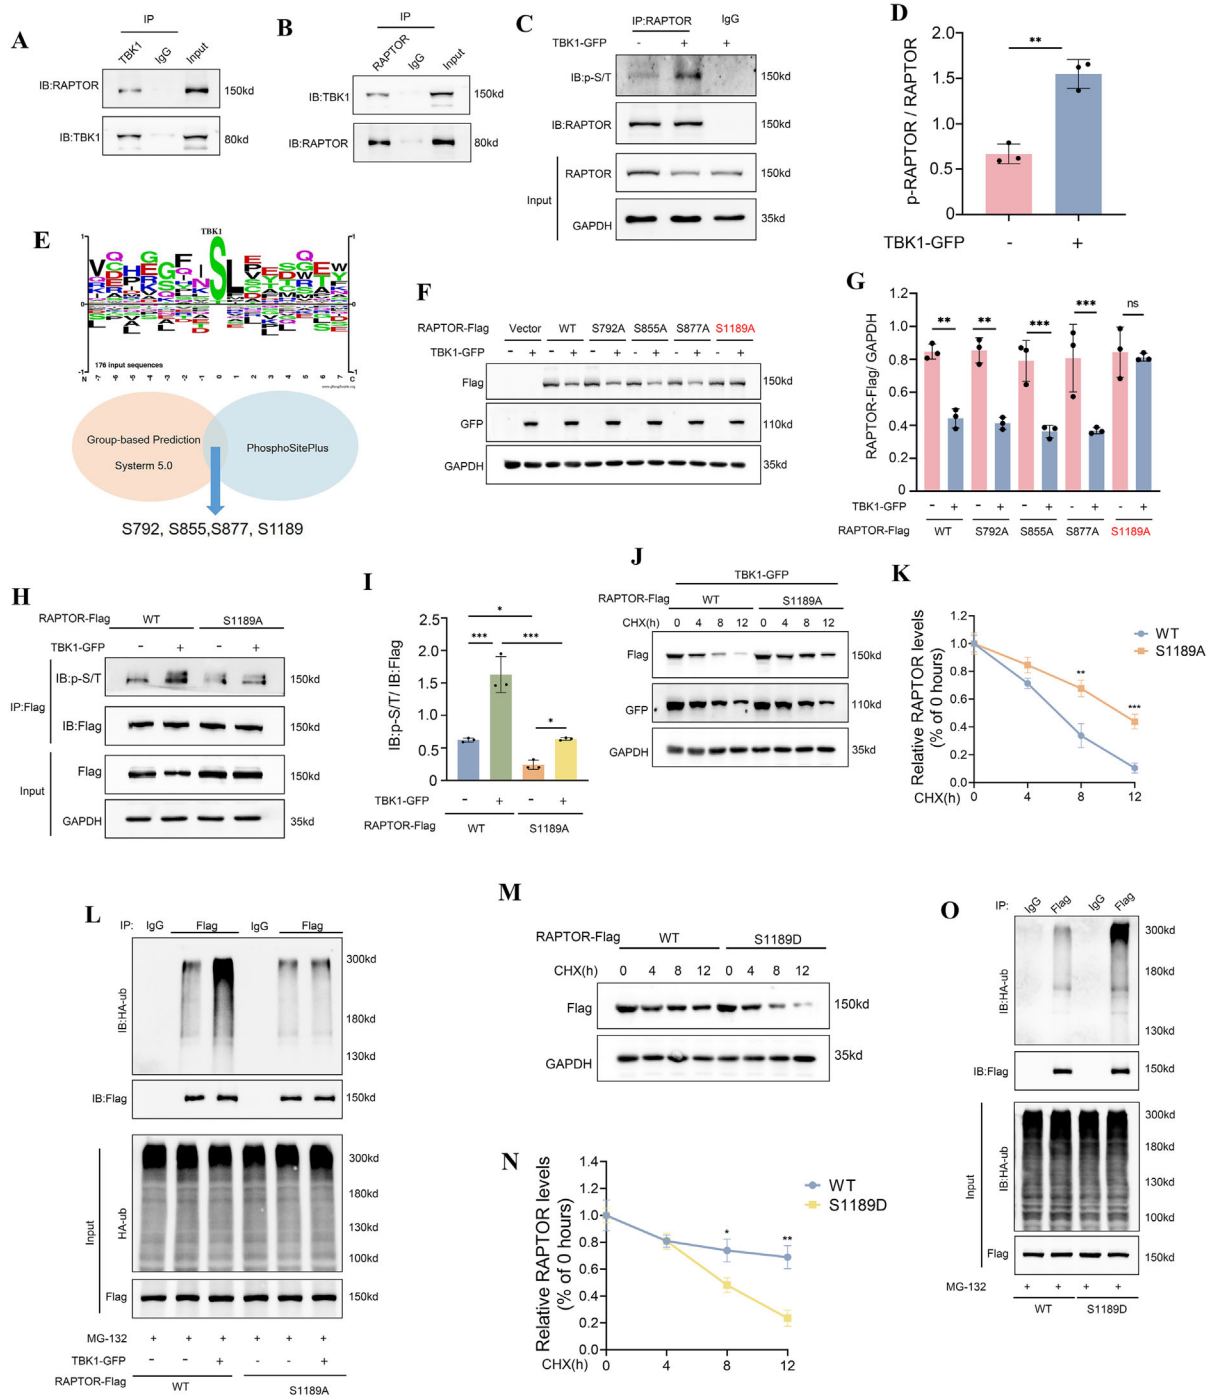 A
IP
TBK1 IgG Input
IB:RAPTOR 150kd
IB:TBK1 80kd
B
IP
RAPTOR IgG Input
IB:TBK1 150kd
IB:RAPTOR 80kd
C
IP:RAPTOR IgG
TBK1-GFP - + +
IB:p-S/T 150kd
IB:RAPTOR 150kd
Input
RAPTOR 150kd
GAPDH 35kd
D
**
p-RAPTOR / RAPTOR
2.0
1.5
1.0
0.5
0
TBK1-GFP - +
E
TBK1
176 input sequences
N -7 -6 -5 -4 -3 -2 -1 0 1 2 3 4 5 6 7 C
Group-based Prediction
Systerm 5.0
PhosphoSitePlus
S792, S855,S877, S1189
F
RAPTOR-Flag Vector WT S792A S855A S877A S1189A
TBK1-GFP - + - + - + - + - + - +
Flag 150kd
GFP 110kd
GAPDH 35kd
G
RAPTOR-Flag/ GAPDH
1.2
1.0
0.8
0.6
0.4
0.2
0
** ** *** *** ns
TBK1-GFP - + - + - + - + - +
RAPTOR-Flag WT S792A S855A S877A S1189A
H
RAPTOR-Flag WT S1189A
TBK1-GFP - + - +
IP:Flag
IB:p-S/T 150kd
IB:Flag 150kd
Input
Flag 150kd
GAPDH 35kd
I
IB:p-S/T/ IB:Flag
2.5
2.0
1.5
1.0
0.5
0
*
*** ***
*
TBK1-GFP - + - +
RAPTOR-Flag WT S1189A
J
TBK1-GFP
RAPTOR-Flag WT S1189A
CHX(h) 0 4 8 12 0 4 8 12
Flag 150kd
GFP 110kd
GAPDH 35kd
K
Relative RAPTOR levels
(% of 0 hours)
1.2
1.0
0.8
0.6
0.4
0.2
0.0
**
***
WT
S1189A
CHX(h) 0 4 8 12
L
IP: IgG Flag IgG Flag
IB:HA-ub
300kd
180kd
130kd
IB:Flag 150kd
Input
HA-ub
300kd
180kd
130kd
100kd
Flag 150kd
MG-132 + + + + + +
TBK1-GFP - - + - - +
RAPTOR-Flag WT S1189A
M
RAPTOR-Flag WT S1189D
CHX(h) 0 4 8 12 0 4 8 12
Flag 150kd
GAPDH 35kd
N
Relative RAPTOR levels
(% of 0 hours)
1.4
1.2
1.0
0.8
0.6
0.4
0.2
0
*
**
WT
S1189D
CHX(h) 0 4 8 12
O
IP: IgG Flag IgG Flag
IB:HA-ub
300kd
180kd
130kd
IB:Flag 150kd
Input
IB:HA-ub
300kd
180kd
130kd
100kd
Flag 150kd
MG-132 + + + +
WT S1189D